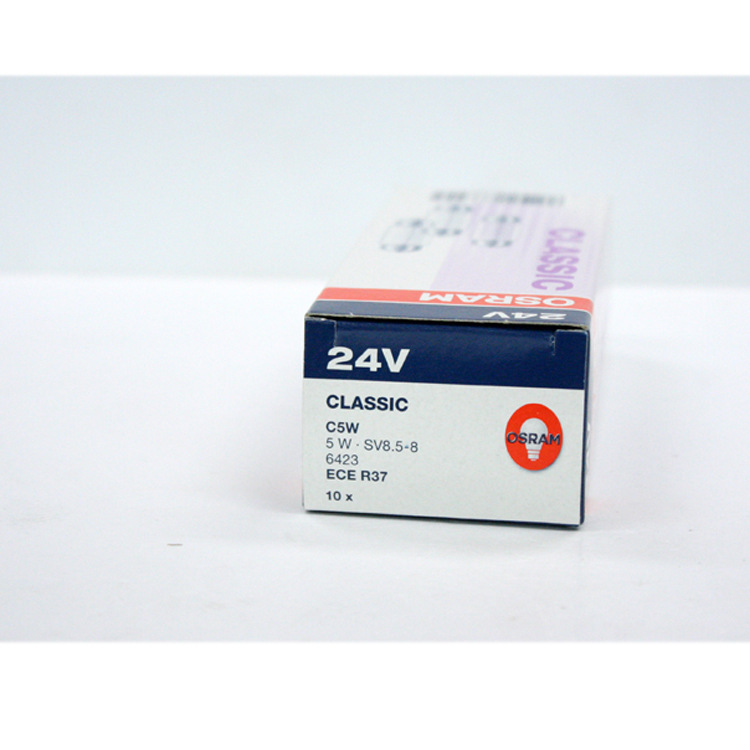 CLASSIC
OSRAM
24V
24V
CLASSIC
C5W
5 W · SV8.5-8
6423
ECE R37
10 x
OSRAM